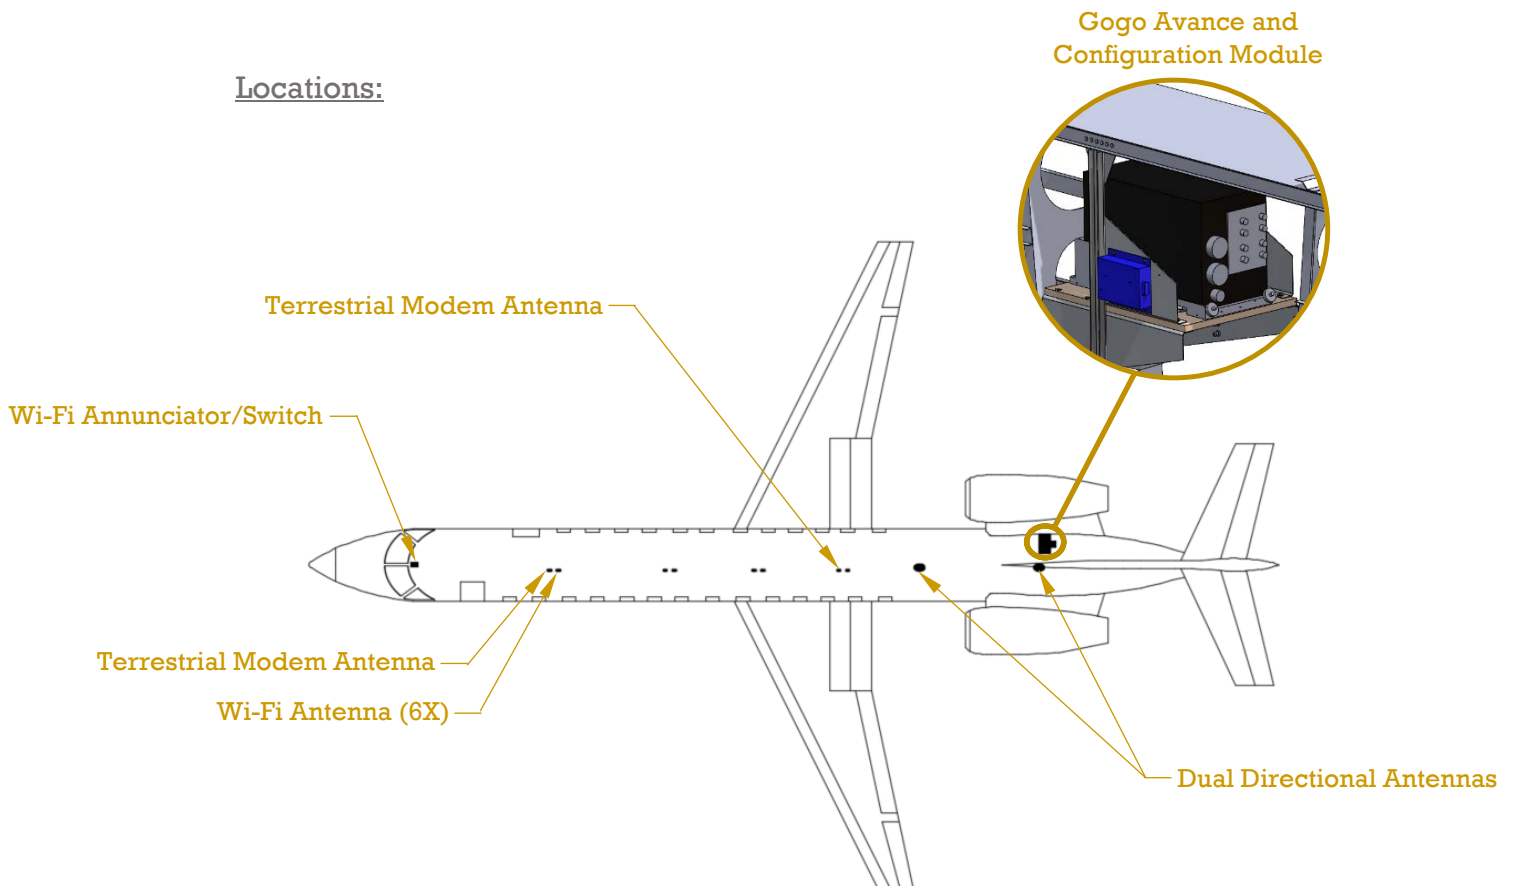 Gogo Avance and
Configuration Module
Locations:
Terrestrial Modem Antenna
Wi-Fi Annunciator/Switch
Terrestrial Modem Antenna
Wi-Fi Antenna (6X)
Dual Directional Antennas